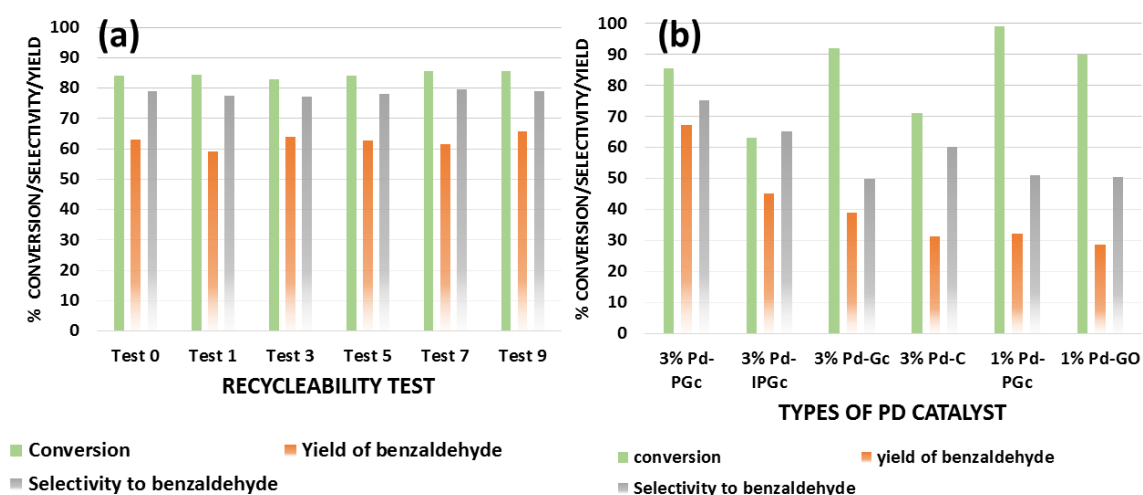 (a)
% CONVERSION/SELECTIVITY/YIELD
100
90
80
70
60
50
40
30
20
10
0
Test 0 Test 1 Test 3 Test 5 Test 7 Test 9
RECYCLEABILITY TEST
Conversion Yield of benzaldehyde
Selectivity to benzaldehyde
(b)
% CONVERSION/SELECTIVITY/YIELD
100
90
80
70
60
50
40
30
20
10
0
3% Pd- 3% Pd- 3% Pd-Gc 3% Pd-C 1% Pd- 1% Pd-GO
PGc IPGc PGc
TYPES OF PD CATALYST
conversion yield of benzaldehyde
Selectivity to benzaldehyde